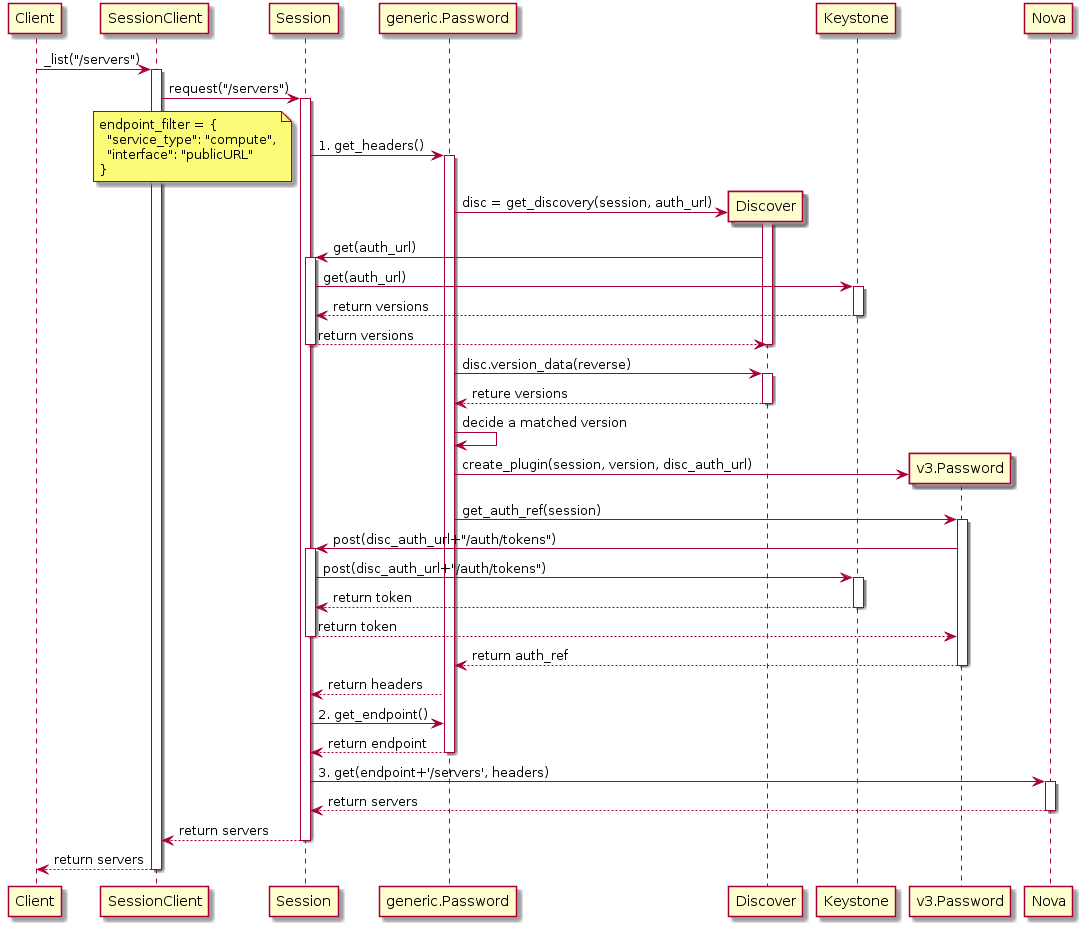 Client
SessionClient
Session
generic.Password
Keystone
Nova
_list("/servers")
request("/servers")
endpoint_filter = {
"service_type": "compute",
"interface": "publicURL"
}
1. get_headers()
disc = get_discovery(session, auth_url)
Discover
get(auth_url)
get(auth_url)
return versions
return versions
disc.version_data(reverse)
reture versions
decide a matched version
create_plugin(session, version, disc_auth_url)
v3.Password
get_auth_ref(session)
post(disc_auth_url+"/auth/tokens")
post(disc_auth_url+"/auth/tokens")
return token
return token
return auth_ref
return headers
2. get_endpoint()
return endpoint
3. get(endpoint+'/servers', headers)
return servers
return servers
return servers
Client
SessionClient
Session
generic.Password
Discover
Keystone
v3.Password
Nova